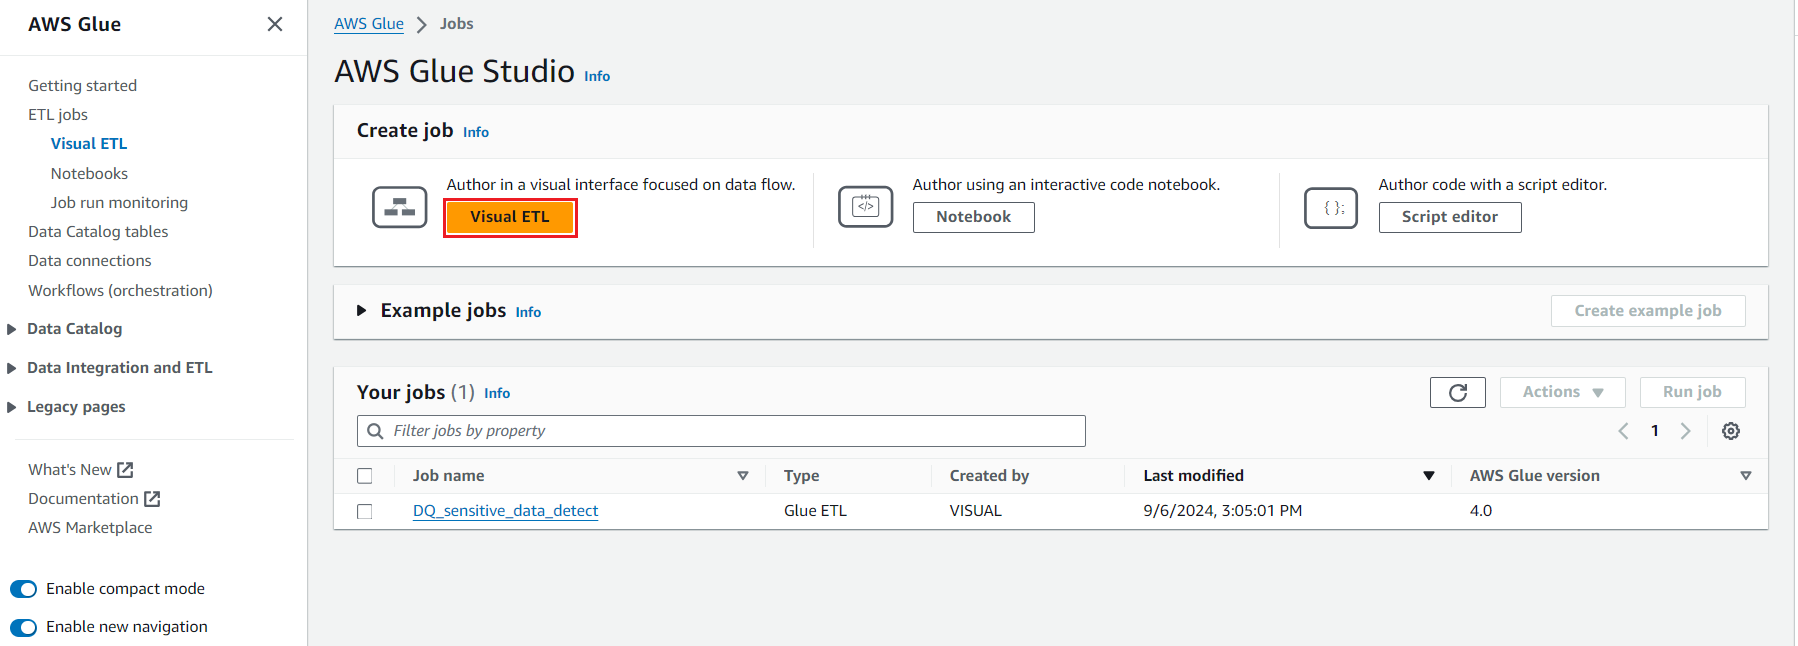 AWS Glue
Getting started
ETL jobs
Visual ETL
Notebooks
Job run monitoring
Data Catalog tables
Data connections
Workflows (orchestration)
Data Catalog
Data Integration and ETL
Legacy pages
What's New
Documentation
AWS Marketplace
Enable compact mode
Enable new navigation
AWS Glue > Jobs
AWS Glue Studio Info
Create job Info
Author in a visual interface focused on data flow.
Visual ETL
Author using an interactive code notebook.
</>
Notebook
Author code with a script editor.
{ };
Script editor
Example jobs Info
Create example job
Your jobs (1) Info
Actions
Run job
Filter jobs by property
1
Job name Type Created by Last modified AWS Glue version
DQ_sensitive_data_detect Glue ETL VISUAL 9/6/2024, 3:05:01 PM 4.0